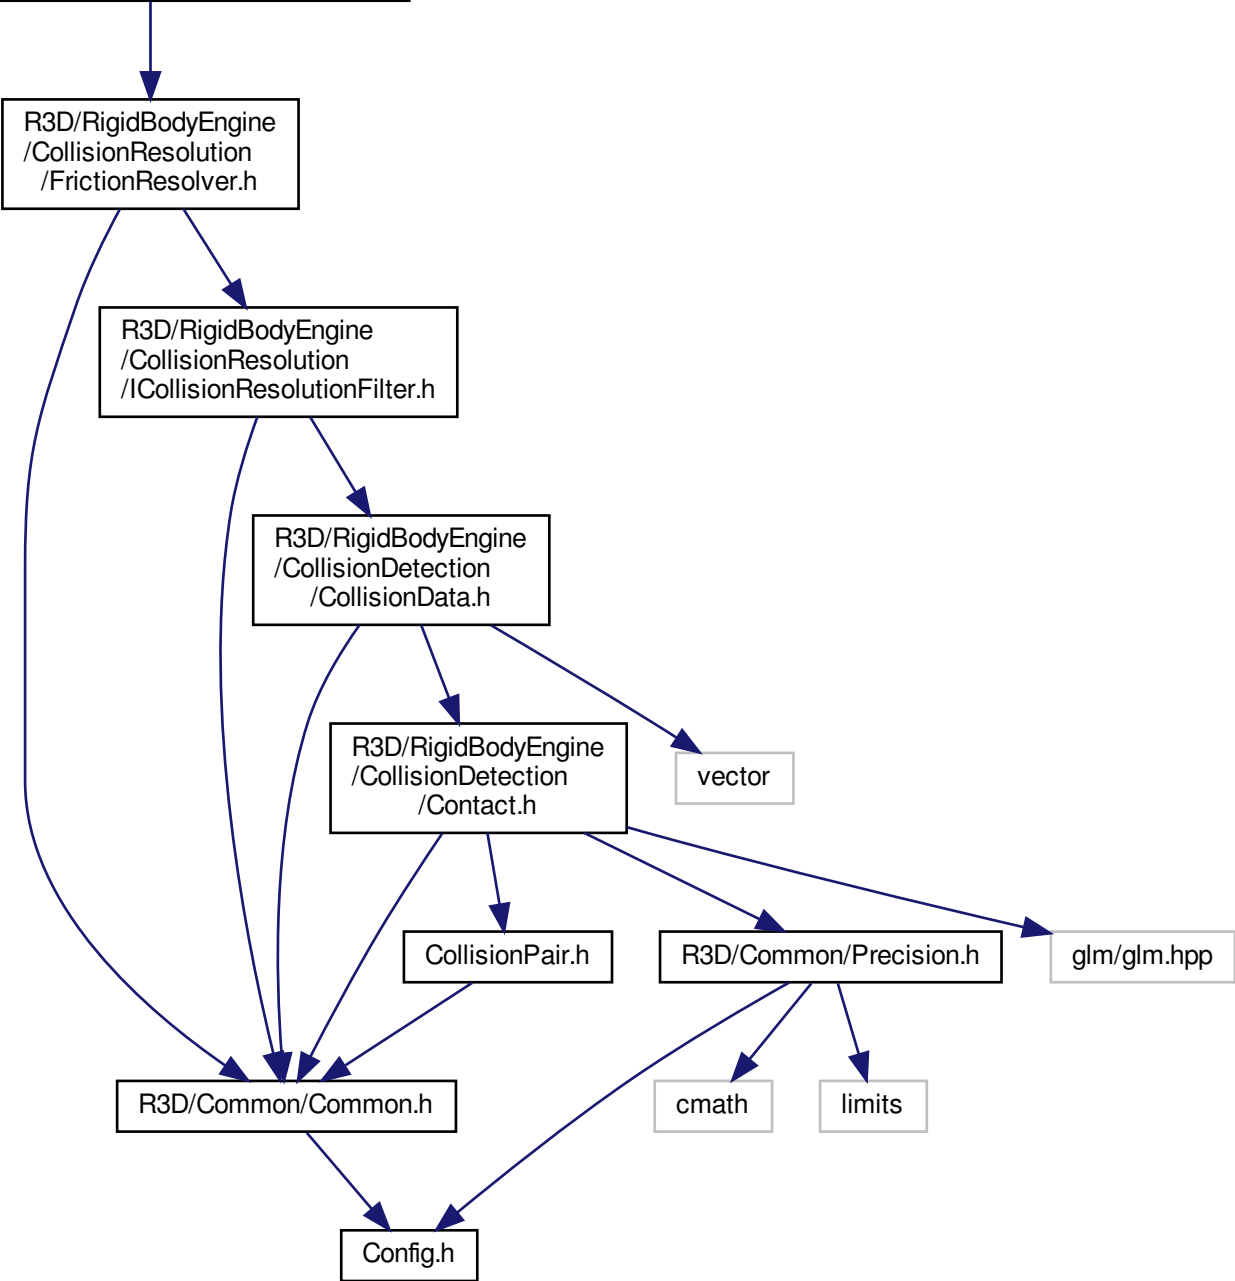 R3D/RigidBodyEngine
/CollisionResolution
/FrictionResolver.h
R3D/RigidBodyEngine
/CollisionResolution
/ICollisionResolutionFilter.h
R3D/RigidBodyEngine
/CollisionDetection
/CollisionData.h
R3D/RigidBodyEngine
/CollisionDetection
/Contact.h
vector
CollisionPair.h
R3D/Common/Precision.h
glm/glm.hpp
R3D/Common/Common.h
cmath
limits
Config.h